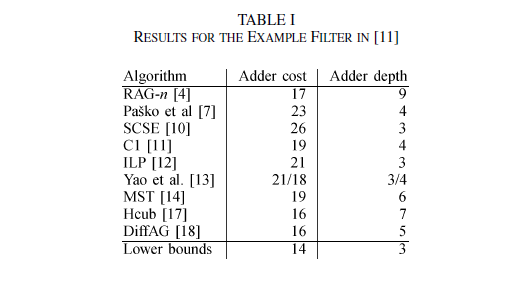 TABLE I
RESULTS FOR THE EXAMPLE FILTER IN [11]
Algorithm Adder cost Adder depth
RAG-n [4] 17 9
Paško et al [7] 23 4
SCSE [10] 26 3
C1 [11] 19 4
ILP [12] 21 3
Yao et al. [13] 21/18 3/4
MST [14] 19 6
Hcub [17] 16 7
DiffAG [18] 16 5
Lower bounds 14 3